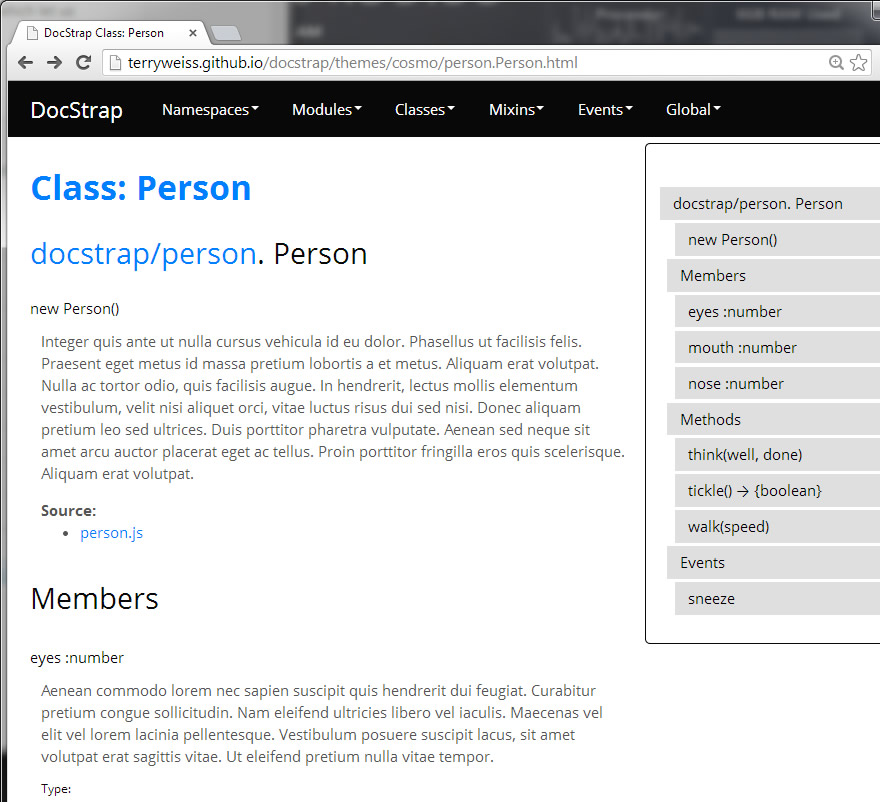 DocStrap Class: Person
terryweiss.github.io/docstrap/themes/cosmo/person.Person.html
DocStrap Namespaces Modules Classes Mixins Events Global
Class: Person
docstrap/person. Person
new Person()
Integer quis ante ut nulla cursus vehicula id eu dolor. Phasellus ut facilisis felis.
Praesent eget metus id massa pretium lobortis a et metus. Aliquam erat volutpat.
Nulla ac tortor odio, quis facilisis augue. In hendrerit, lectus mollis elementum
vestibulum, velit nisi aliquet orci, vitae luctus risus dui sed nisi. Donec aliquam
pretium leo sed ultrices. Duis porttitor pharetra vulputate. Aenean sed neque sit
amet arcu auctor placerat eget ac tellus. Proin porttitor fringilla eros quis scelerisque.
Aliquam erat volutpat.
Source:
• person.js
Members
eyes :number
Aenean commodo lorem nec sapien suscipit quis hendrerit dui feugiat. Curabitur
pretium congue sollicitudin. Nam eleifend ultricies libero vel iaculis. Maecenas vel
elit vel lorem lacinia pellentesque. Vestibulum posuere suscipit lacus, sit amet
volutpat erat sagittis vitae. Ut eleifend pretium nulla vitae tempor.
Type:
docstrap/person. Person
new Person()
Members
eyes :number
mouth :number
nose :number
Methods
think(well, done)
tickle() → {boolean}
walk(speed)
Events
sneeze